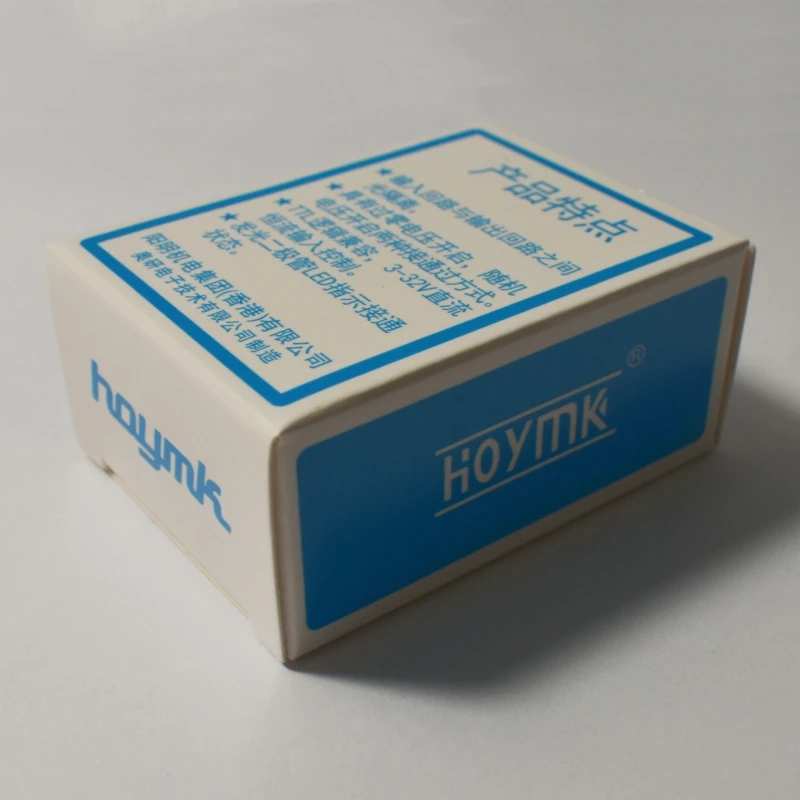 产品特点
★ 输入回路与输出回路之间
光隔离。
★ 具有过零电压开启，随机
电压开启两种类通过方式。
★ TTL逻辑兼容， 3-32V直流
恒流输入控制。
★ 发光二极管LED指示接通
状态。
阳明机电集团(香港)有限公司
奥研电子技术有限公司制造
hoymk
HOYMK®